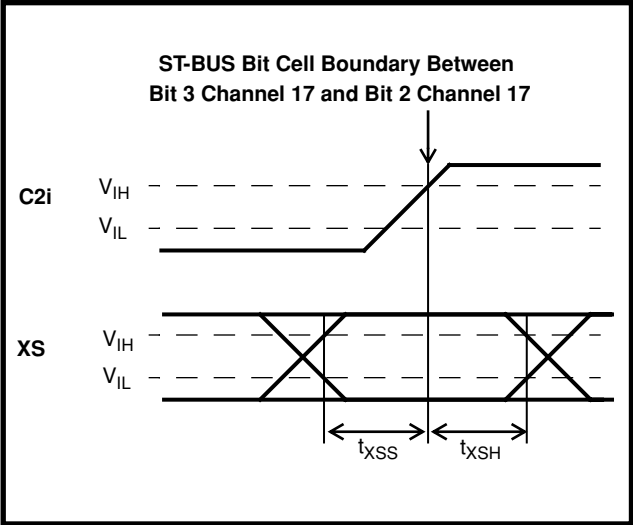 ST-BUS Bit Cell Boundary Between
Bit 3 Channel 17 and Bit 2 Channel 17
C2i
VIH
VIL
XS
VIH
VIL
tXSS
tXSH